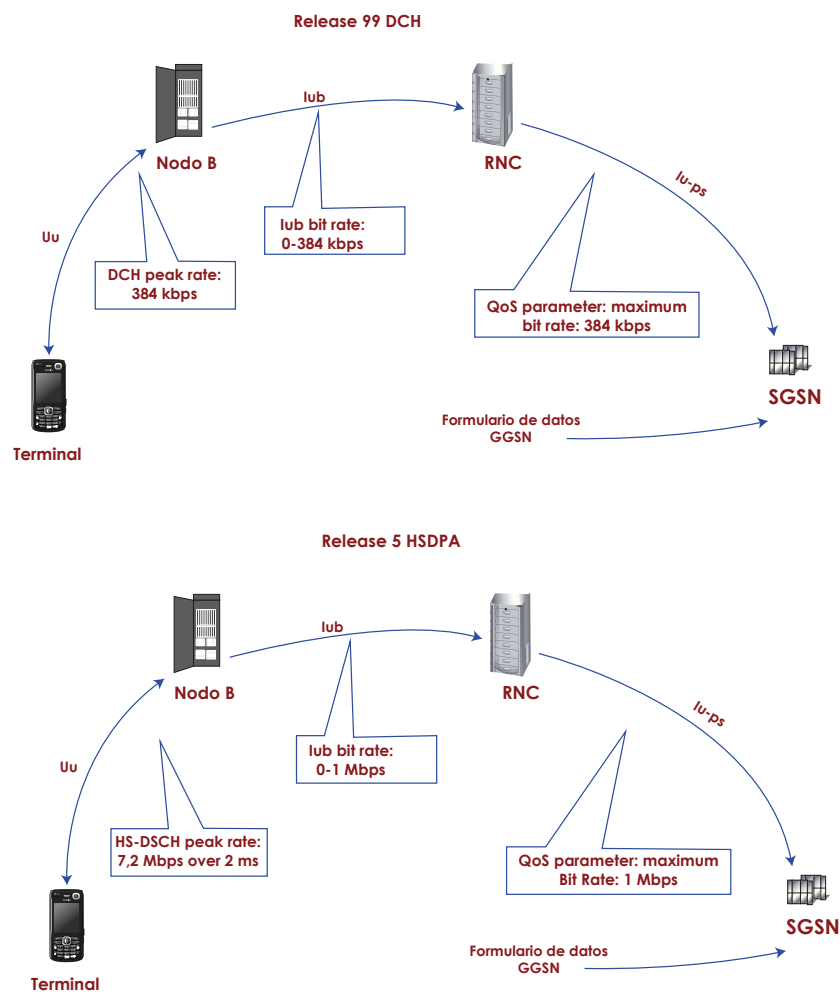 Release 99 DCH
Iub
Nodo B
RNC
Iu-ps
Uu
Iub bit rate:
0-384 kbps
DCH peak rate:
384 kbps
QoS parameter: maximum
bit rate: 384 kbps
SGSN
Formulario de datos
GGSN
Terminal
Release 5 HSDPA
Iub
Nodo B
RNC
Iu-ps
Uu
Iub bit rate:
0-1 Mbps
HS-DSCH peak rate:
7,2 Mbps over 2 ms
QoS parameter: maximum
Bit Rate: 1 Mbps
SGSN
Formulario de datos
GGSN
Terminal